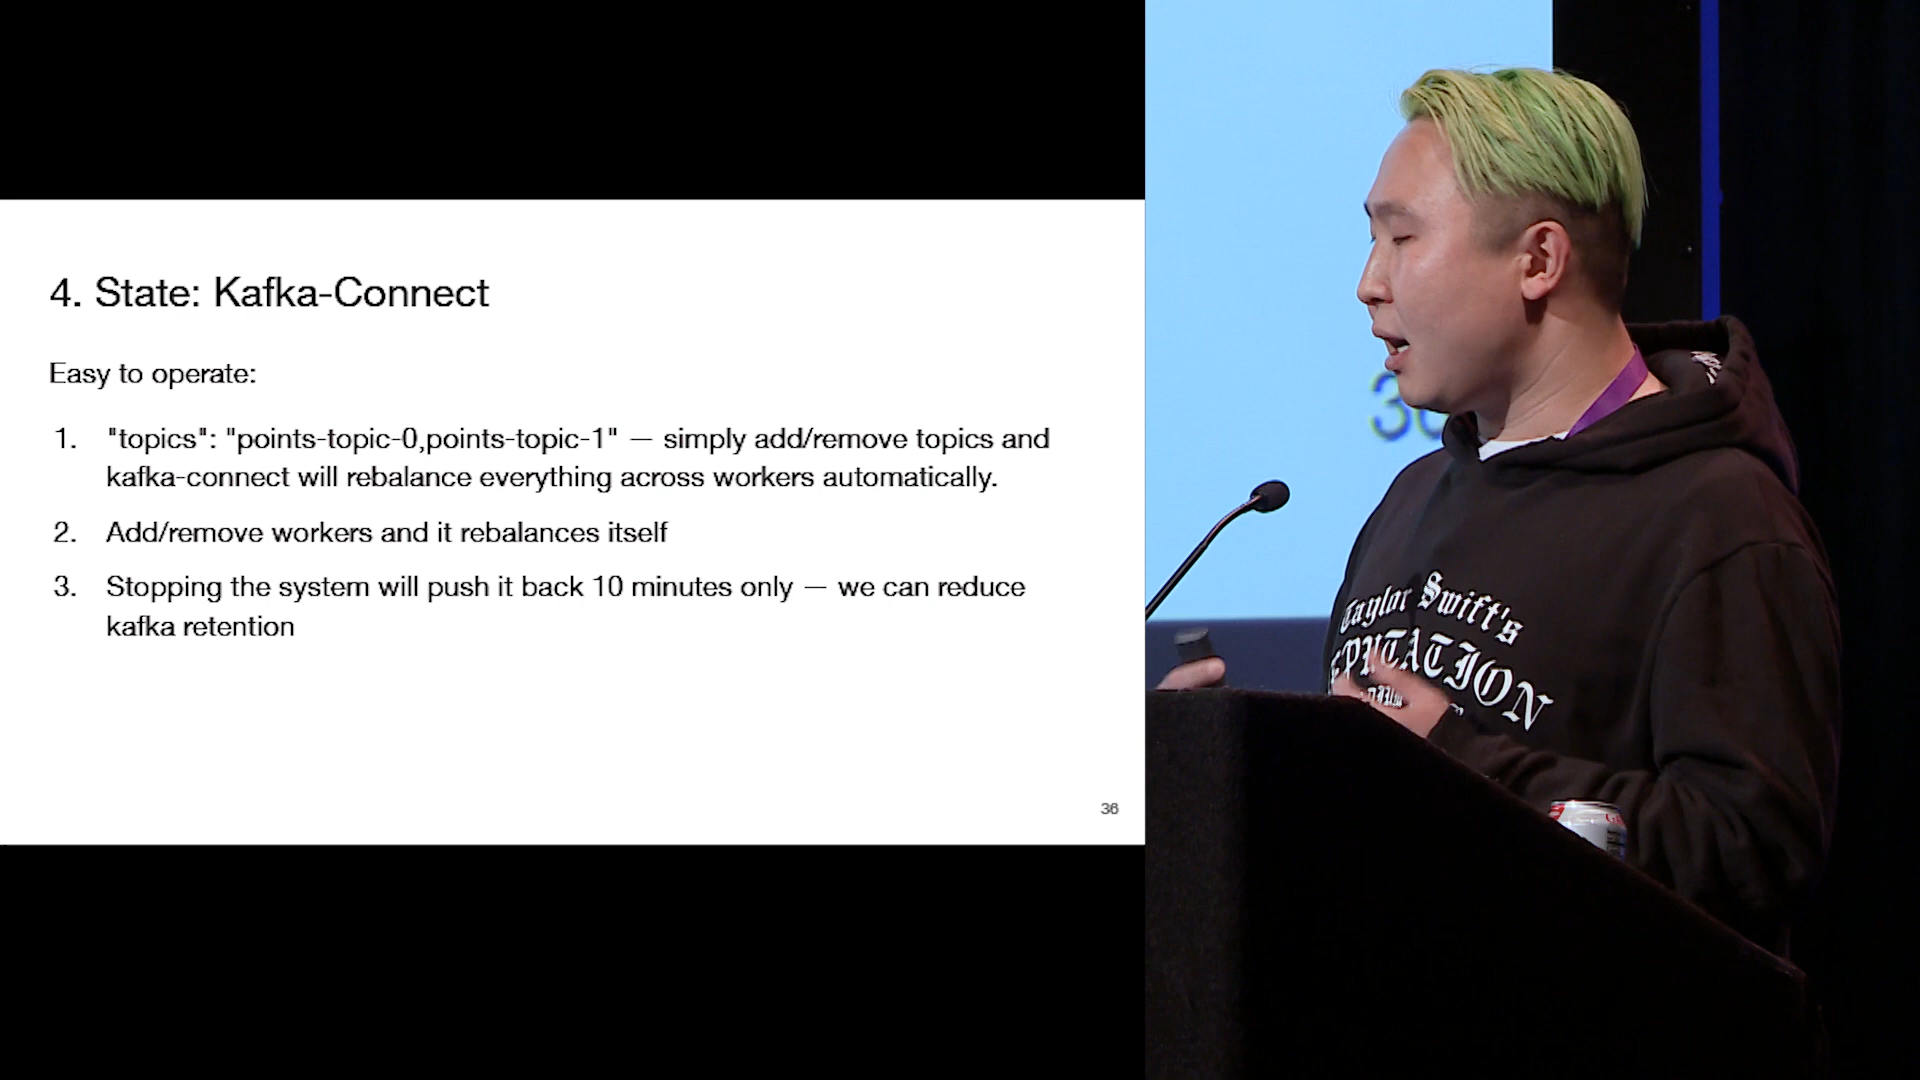 4. State: Kafka-Connect
Easy to operate:
1. "topics": "points-topic-0,points-topic-1" — simply add/remove topics and
kafka-connect will rebalance everything across workers automatically.
2. Add/remove workers and it rebalances itself
3. Stopping the system will push it back 10 minutes only — we can reduce
kafka retention
36
Taylor Swift's